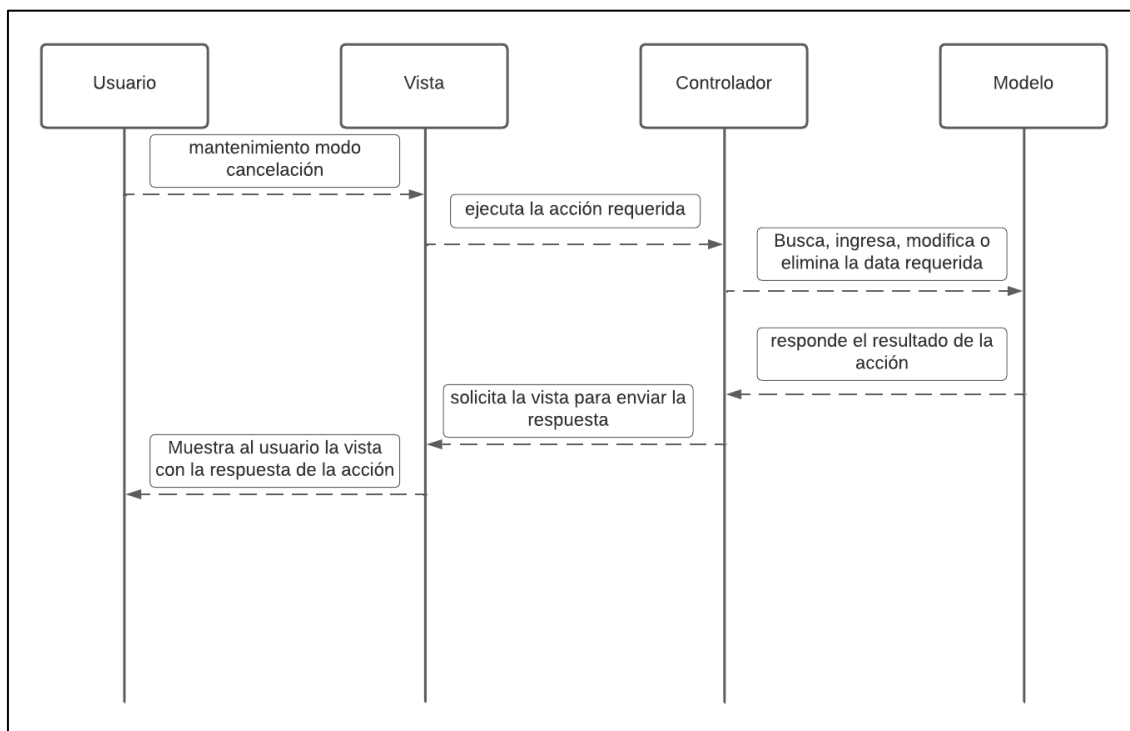 Usuario
Vista
Controlador
Modelo
mantenimiento modo
cancelación
ejecuta la acción requerida
Busca, ingresa, modifica o
elimina la data requerida
responde el resultado de la
acción
solicita la vista para enviar la
respuesta
Muestra al usuario la vista
con la respuesta de la acción